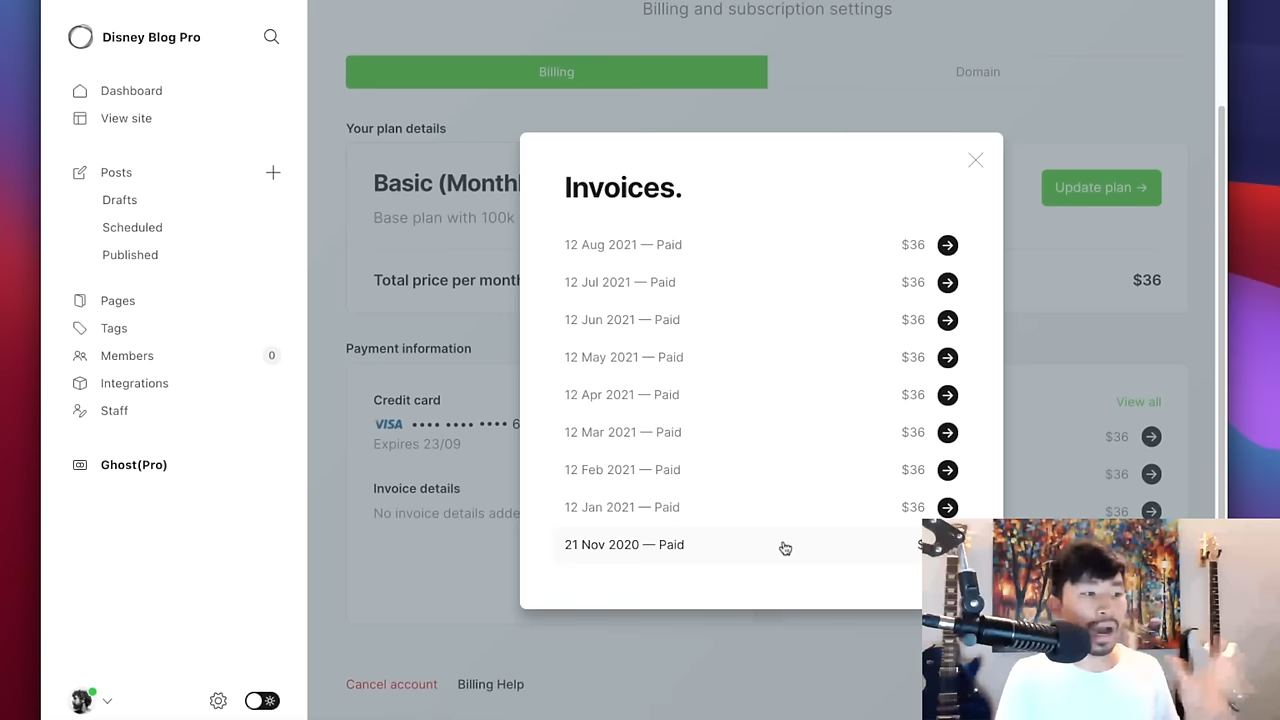 Disney Blog Pro
Dashboard
View site
Posts
Drafts
Scheduled
Published
Pages
Tags
Members 0
Integrations
Staff
Ghost(Pro)
Billing and subscription settings
Billing Domain
Your plan details
Basic (Month
Base plan with 100k
Update plan →
Total price per month
$36
Payment information
Credit card
VISA •••• •••• •••• 6
Expires 23/09
Invoice details
No invoice details adde
View all
$36
$36
$36
Cancel account Billing Help
Invoices.
12 Aug 2021 — Paid $36
12 Jul 2021 — Paid $36
12 Jun 2021 — Paid $36
12 May 2021 — Paid $36
12 Apr 2021 — Paid $36
12 Mar 2021 — Paid $36
12 Feb 2021 — Paid $36
12 Jan 2021 — Paid $36
21 Nov 2020 — Paid